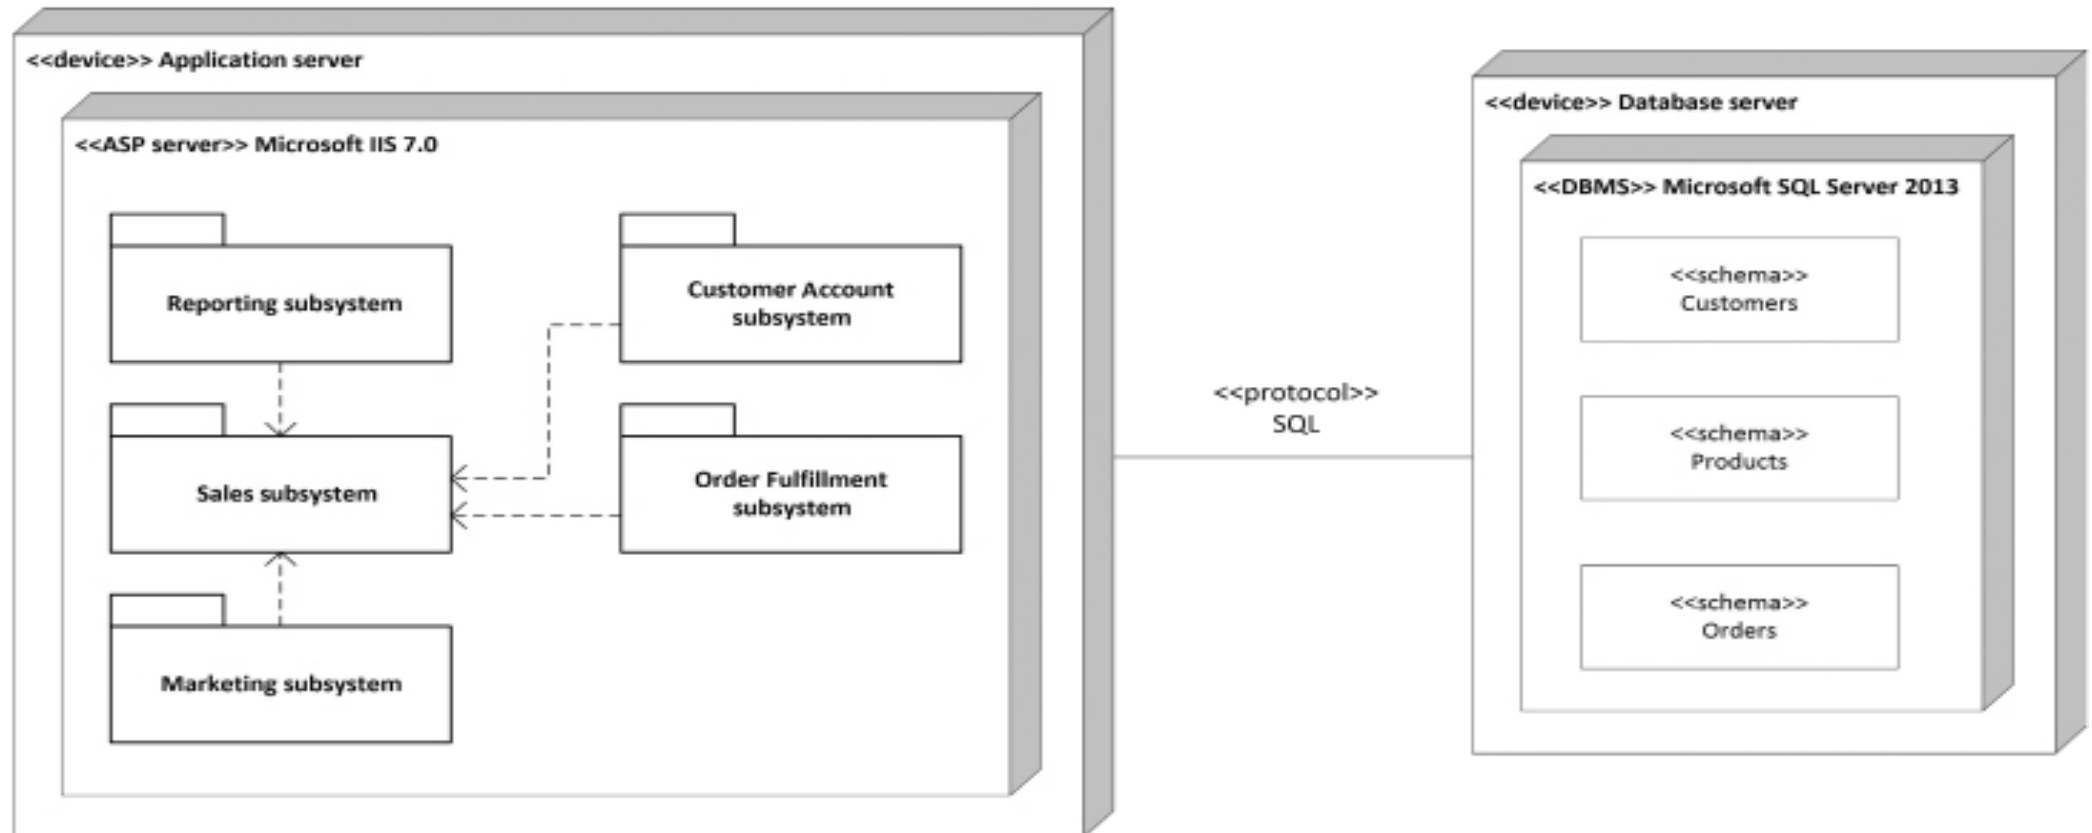 <<device>> Application server
<<ASP server>> Microsoft IIS 7.0
Reporting subsystem
Customer Account
subsystem
Sales subsystem
Order Fulfillment
subsystem
Marketing subsystem
<<protocol>>
SQL
<<device>> Database server
<<DBMS>> Microsoft SQL Server 2013
<<schema>>
Customers
<<schema>>
Products
<<schema>>
Orders